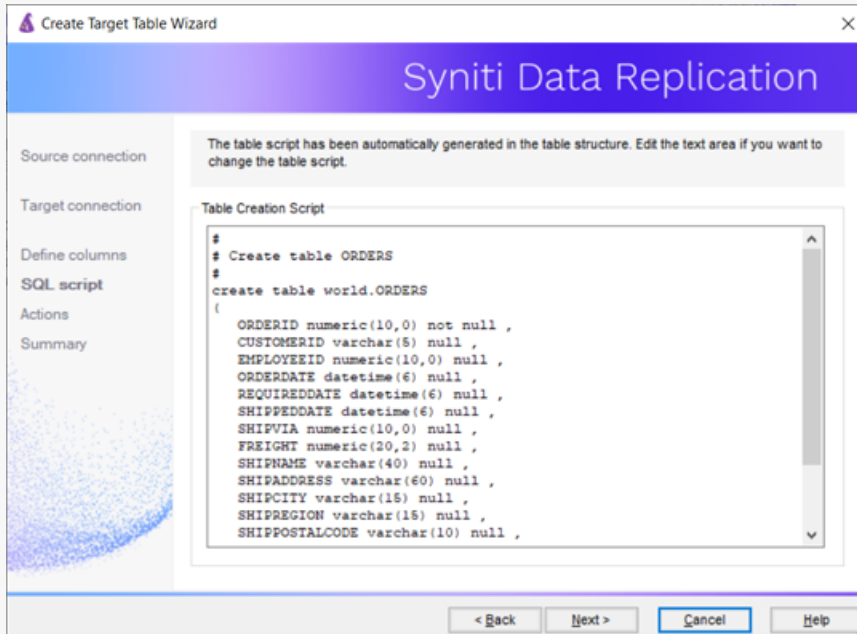 Create Target Table Wizard
Syniti Data Replication
Source connection
Target connection
Define columns
SQL script
Actions
Summary
The table script has been automatically generated in the table structure. Edit the text area if you want to
change the table script.
Table Creation Script
#
# Create table ORDERS
#
create table world.ORDERS
(
ORDERID numeric(10,0) not null ,
CUSTOMERID varchar(5) null ,
EMPLOYEEID numeric(10,0) null ,
ORDERDATE datetime(6) null ,
REQUIREDDATE datetime(6) null ,
SHIPPEDDATE datetime(6) null ,
SHIPVIA numeric(10,0) null ,
FREIGHT numeric(20,2) null ,
SHIPNAME varchar(40) null ,
SHIPADDRESS varchar(60) null ,
SHIPCITY varchar(15) null ,
SHIPREGION varchar(15) null ,
SHIPPOSTALCODE varchar(10) null ,
< Back Next > Cancel Help